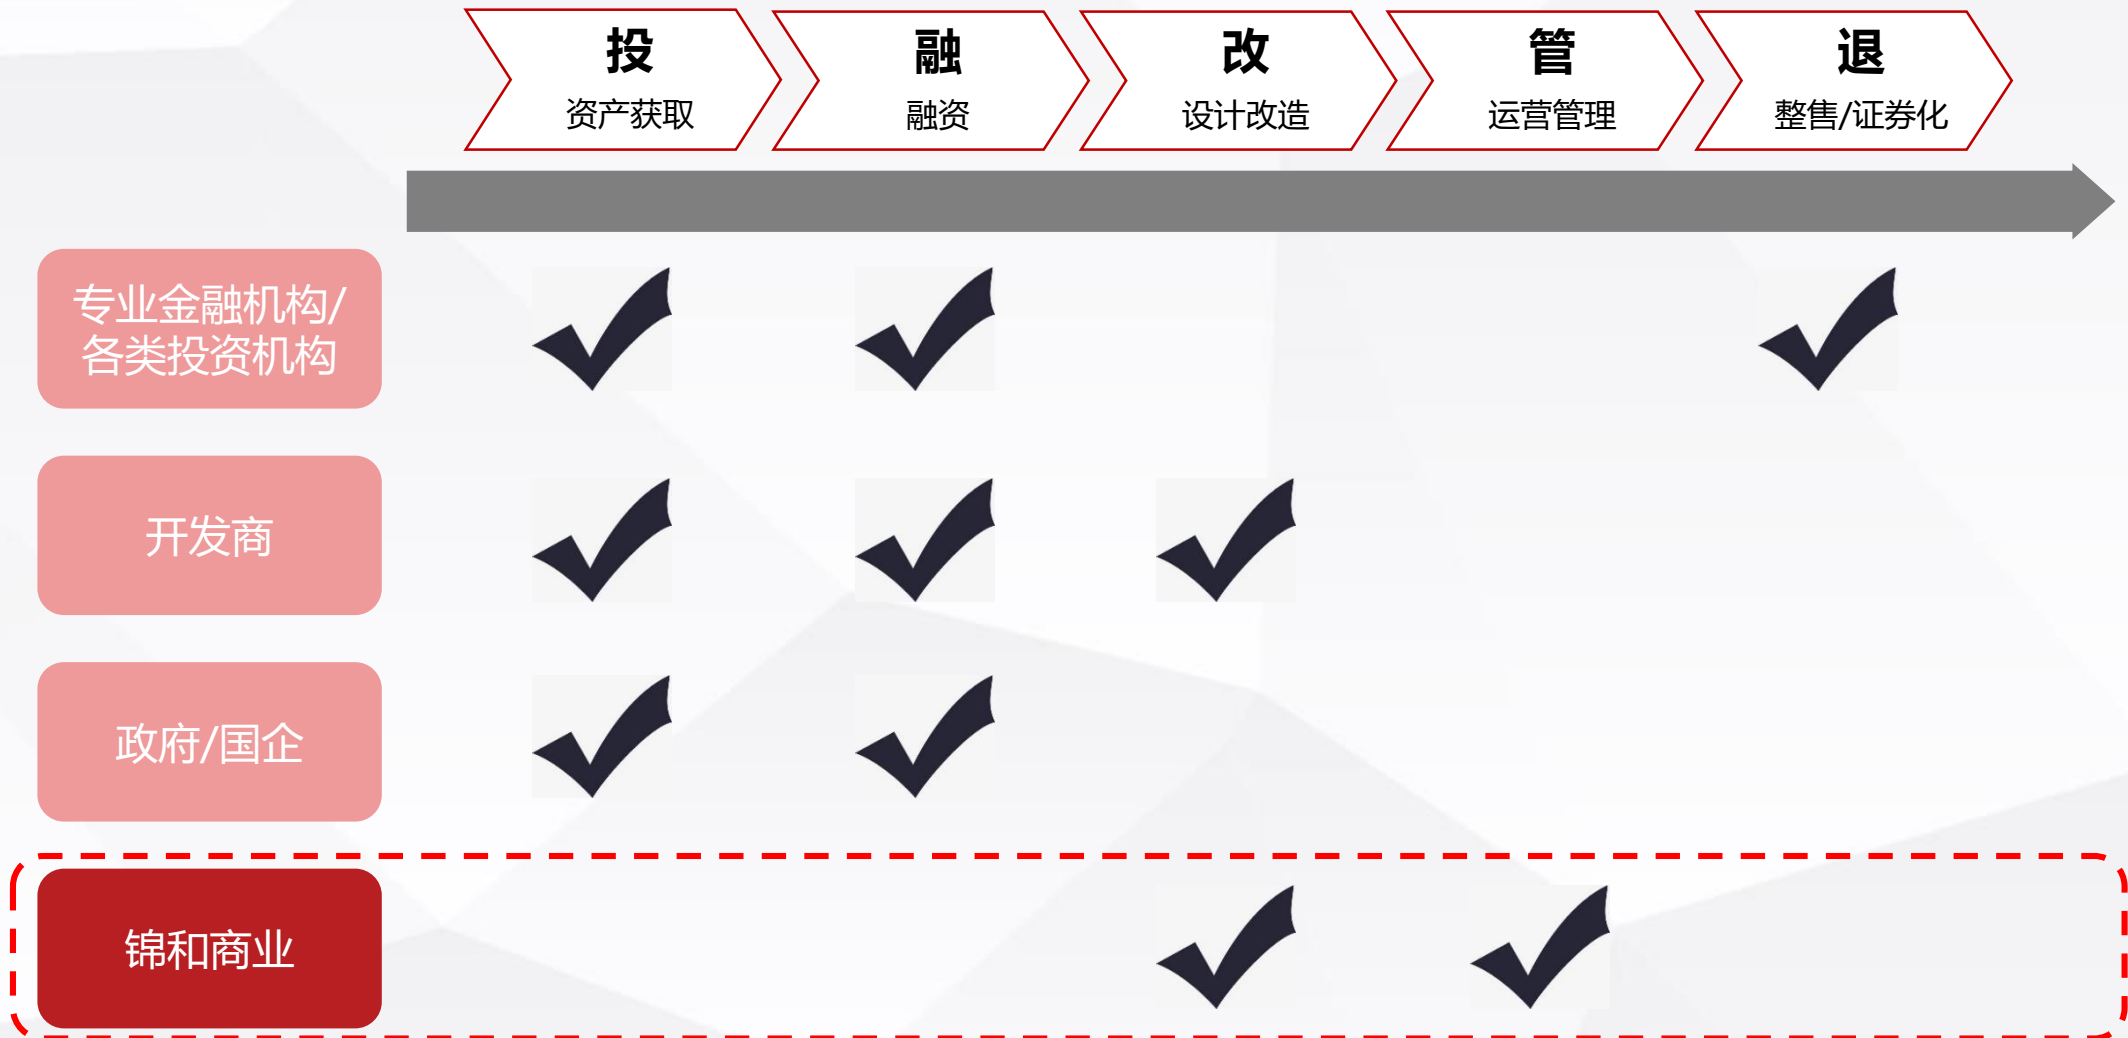 投
资产获取
融
融资
改
设计改造
管
运营管理
退
整售/证券化
专业金融机构/
各类投资机构
开发商
政府/国企
锦和商业